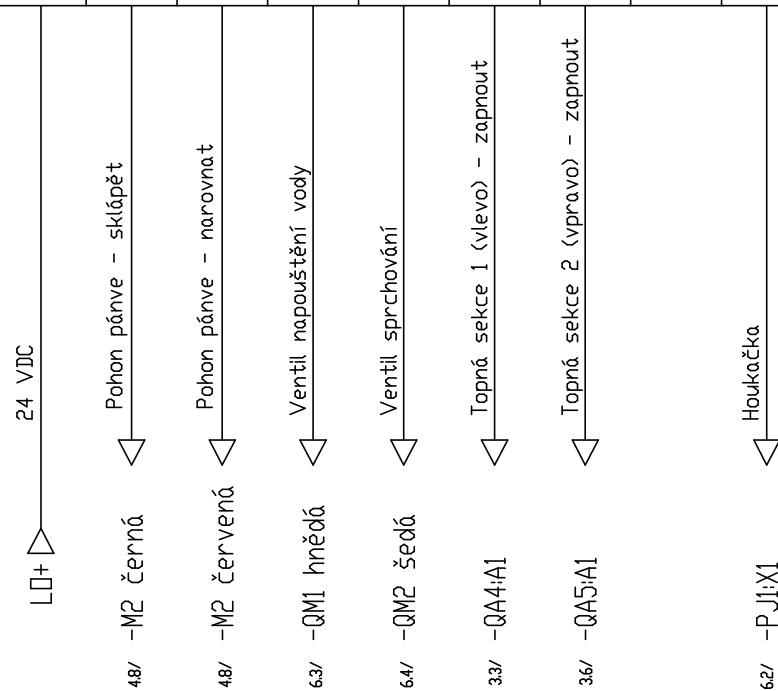 L0+
24 VDC
4.8/ -M2 černá
Pohon pánve - sklápět
4.8/ -M2 červená
Pohon pánve - narovnat
6.3/ -QM1 hnědá
Ventil napouštění vody
6.4/ -QM2 šedá
Ventil sprchování
3.3/ -QA4:A1
Topná sekce 1 (vlevo) - zapnout
3.6/ -QA5:A1
Topná sekce 2 (vpravo) - zapnout
6.2/ -PJ1:X1
Houkačka